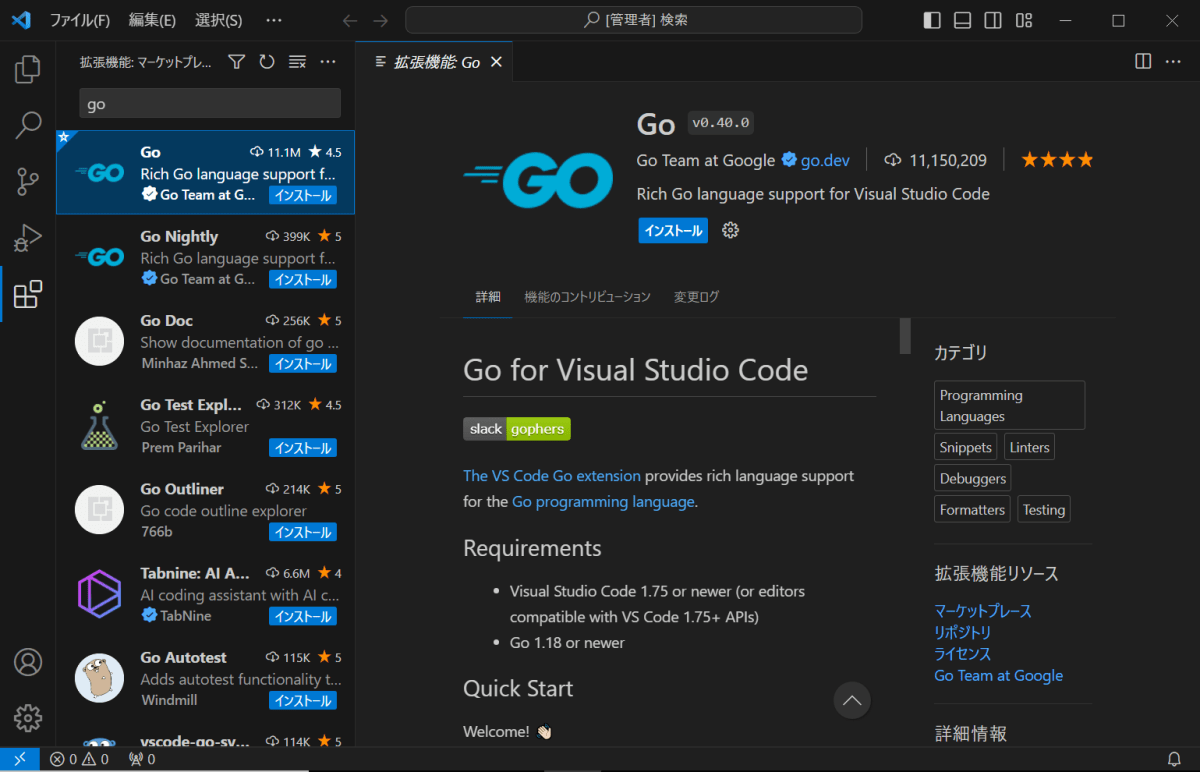 ファイル(F) 編集(E) 選択(S) ··· [管理者] 検索
拡張機能: マーケットプレ...
go
Go 11.1M ★ 4.5
Rich Go language support f...
Go Team at G... インストール
Go Nightly 399K ★ 5
Rich Go language support f...
Go Team at G... インストール
Go Doc 256K ★ 5
Show documentation of go ...
Minhaz Ahmed S... インストール
Go Test Expl... 312K ★ 4.5
Go Test Explorer
Prem Parihar インストール
Go Outliner 214K ★ 5
Go code outline explorer
766b インストール
Tabnine: AI A... 6.6M ★ 4
AI coding assistant with AI c...
TabNine インストール
Go Autotest 115K ★ 5
Adds autotest functionality t...
Windmill インストール
vscode-go-sy... 114K ★ 5
拡張機能: Go
GO
Go v0.40.0
Go Team at Google go.dev 11,150,209 ★★★★
Rich Go language support for Visual Studio Code
インストール
詳細 機能のコントリビューション 変更ログ
Go for Visual Studio Code
slack gophers
The VS Code Go extension provides rich language support
for the Go programming language.
Requirements
• Visual Studio Code 1.75 or newer (or editors
compatible with VS Code 1.75+ APIs)
• Go 1.18 or newer
Quick Start
Welcome! 👋🏻
カテゴリ
Programming
Languages
Snippets Linters
Debuggers
Formatters Testing
拡張機能リソース
マーケットプレース
リポジトリ
ライセンス
Go Team at Google
詳細情報
0 0 0